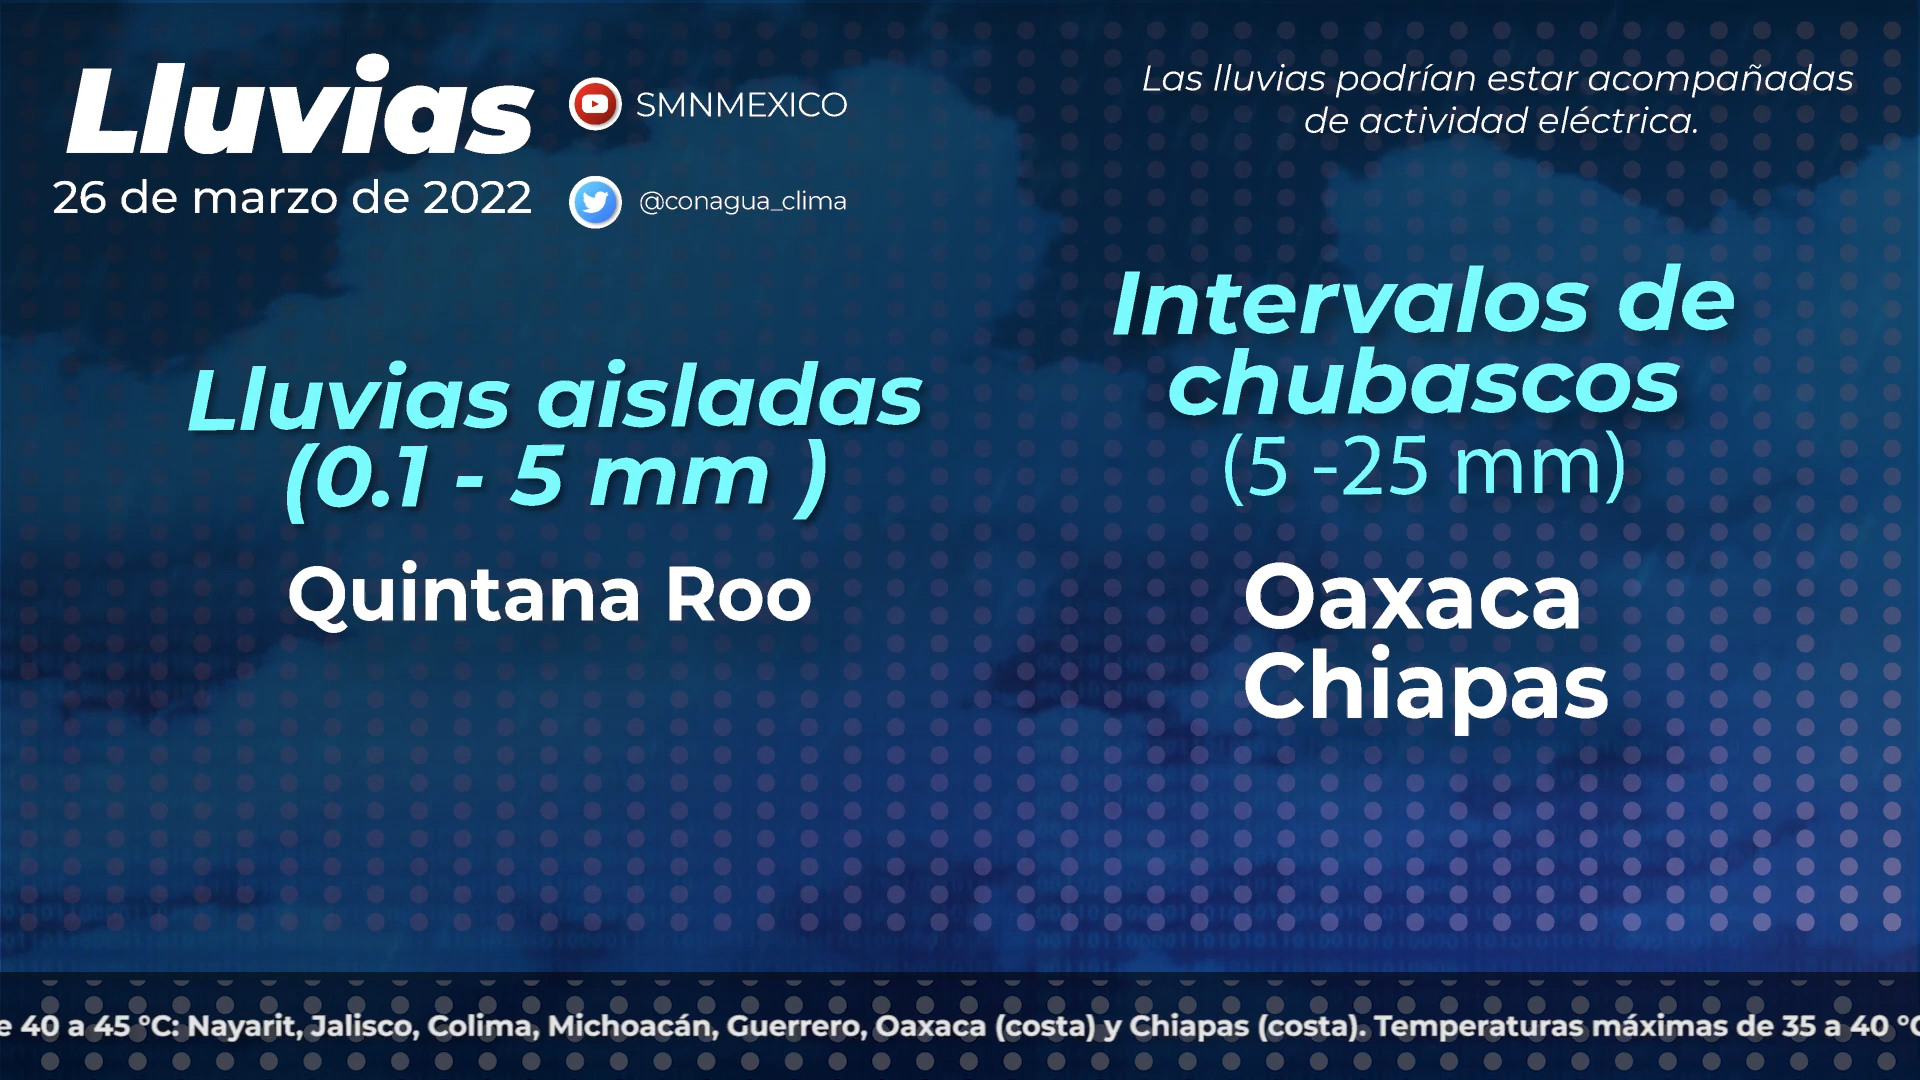 Lluvias
26 de marzo de 2022
SMNMEXICO
@conagua_clima
Las lluvias podrían estar acompañadas
de actividad eléctrica.
Lluvias aisladas
(0.1 - 5 mm )
Quintana Roo
Intervalos de
chubascos
(5 -25 mm)
Oaxaca
Chiapas
e 40 a 45 °C: Nayarit, Jalisco, Colima, Michoacán, Guerrero, Oaxaca (costa) y Chiapas (costa). Temperaturas máximas de 35 a 40 °C